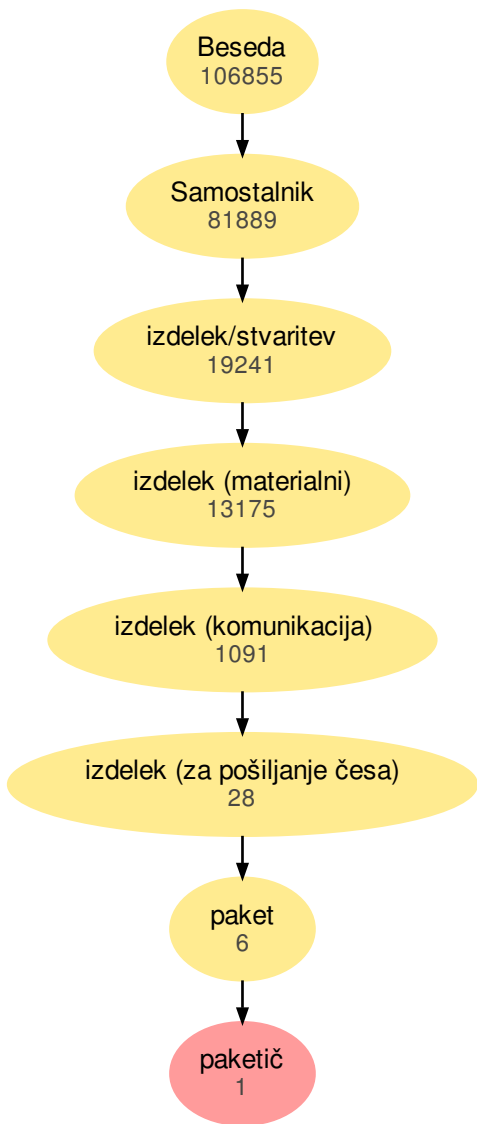 Beseda
106855
Samostalnik
81889
izdelek/stvaritev
19241
izdelek (materialni)
13175
izdelek (komunikacija)
1091
izdelek (za pošiljanje česa)
28
paket
6
paketič
1